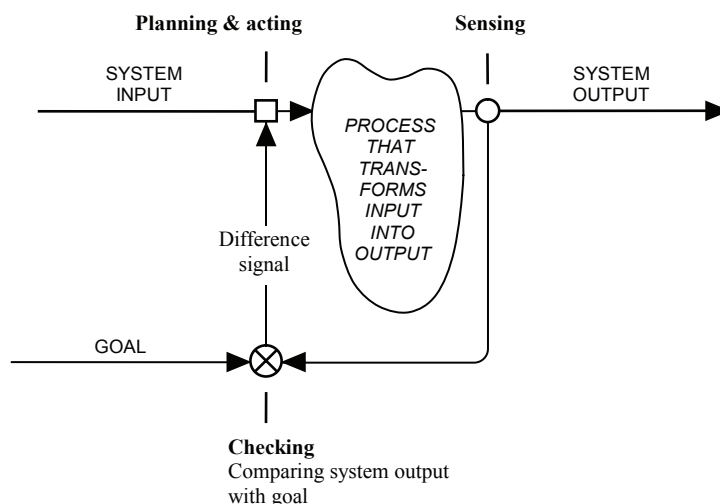 Planning & acting
Sensing
SYSTEM
INPUT
SYSTEM
OUTPUT
PROCESS
THAT
TRANS-
FORMS
INPUT
INTO
OUTPUT
Difference
signal
GOAL
Checking
Comparing system output
with goal